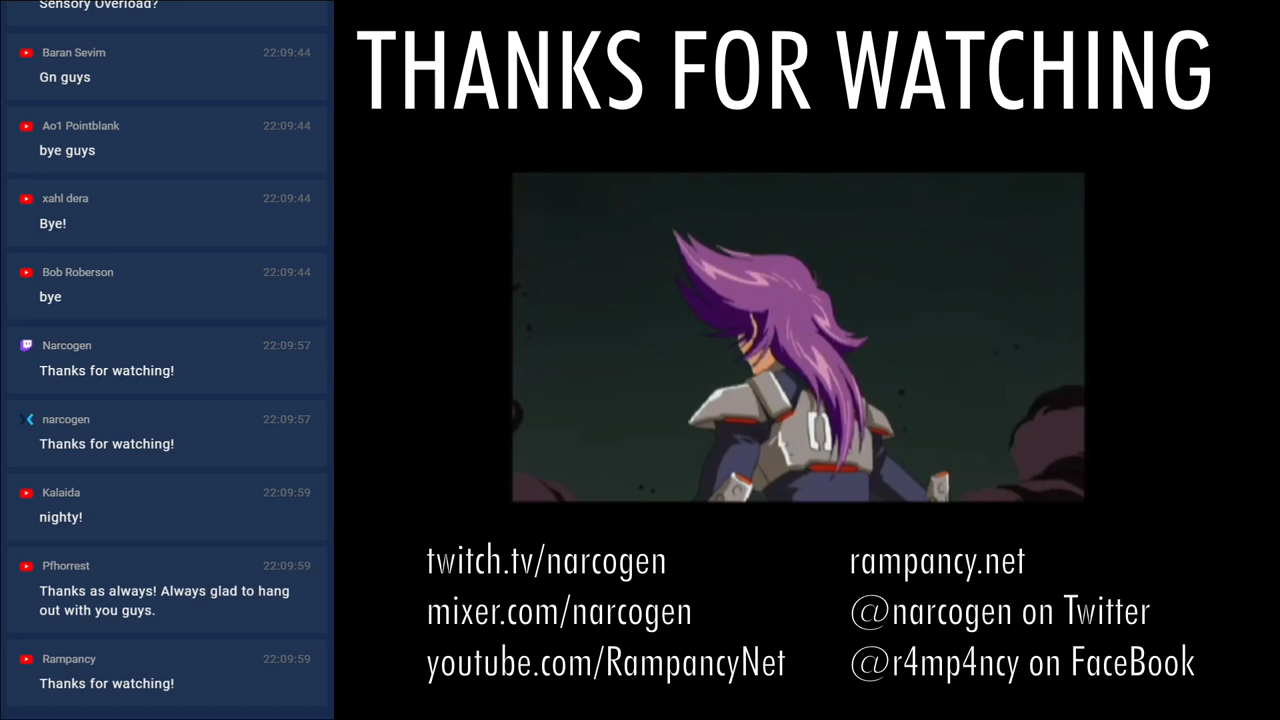 Sensory Overload?
Baran Sevim 22:09:44
Gn guys
Ao1 Pointblank 22:09:44
bye guys
xahl dera 22:09:44
Bye!
Bob Roberson 22:09:44
bye
Narcogen 22:09:57
Thanks for watching!
narcogen 22:09:57
Thanks for watching!
Kalaida 22:09:59
nighty!
Pfhorrest 22:09:59
Thanks as always! Always glad to hang
out with you guys.
Rampancy 22:09:59
Thanks for watching!
THANKS FOR WATCHING
twitch.tv/narcogen
mixer.com/narcogen
youtube.com/RampancyNet
rampancy.net
@narcogen on Twitter
@r4mp4ncy on FaceBook